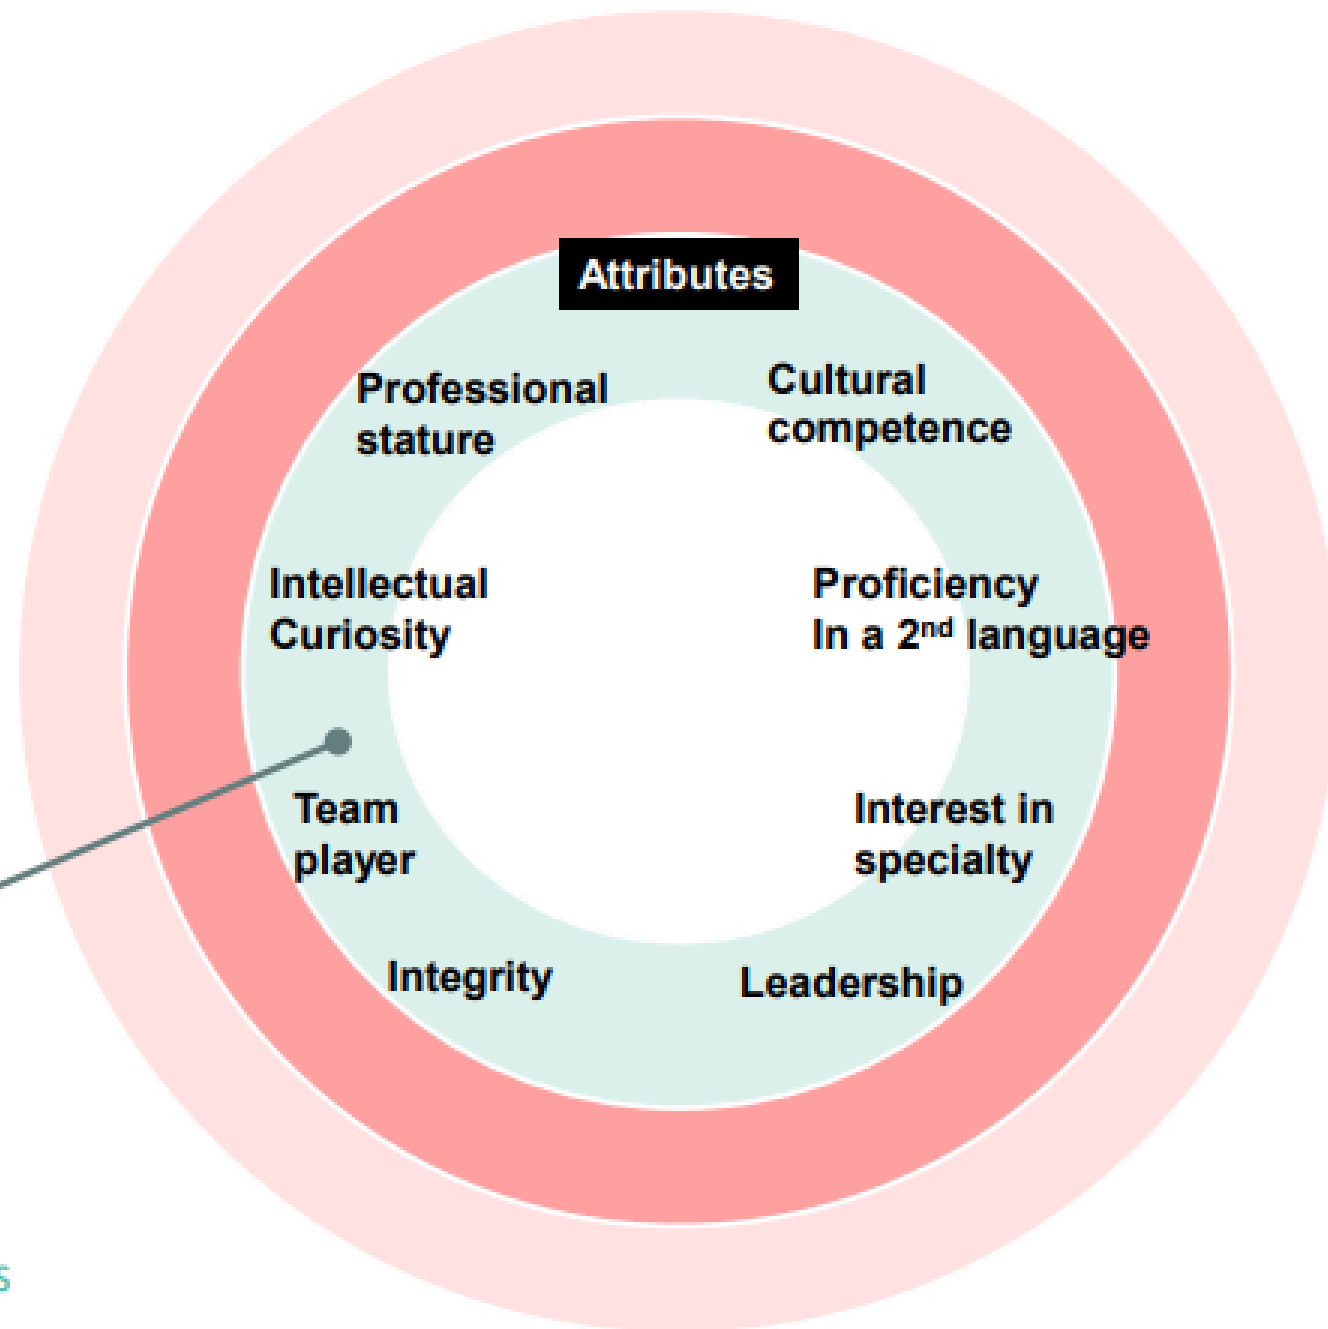 Attributes
Professional
stature
Cultural
competence
Intellectual
Curiosity
Proficiency
In a 2nd language
Team
player
Interest in
specialty
Integrity
Leadership
s